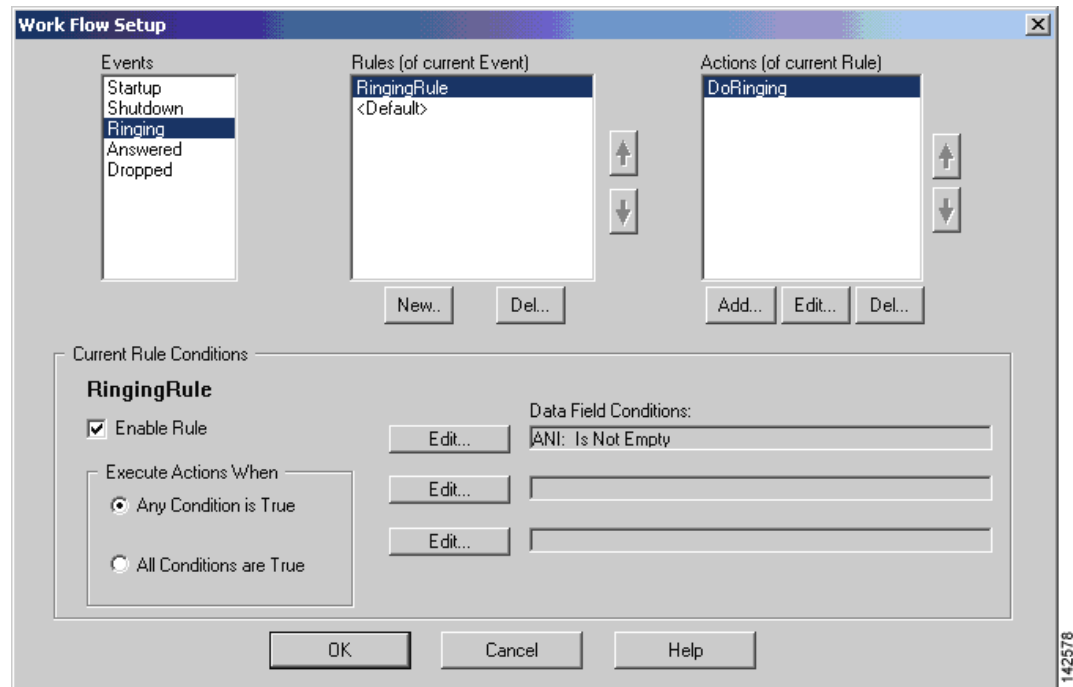 Work Flow Setup
Events
Startup
Shutdown
Ringing
Answered
Dropped
Rules (of current Event)
RingingRule
<Default>
New..
Del...
Actions (of current Rule)
DoRinging
Add...
Edit...
Del...
Current Rule Conditions
RingingRule
Enable Rule
Execute Actions When
Any Condition is True
All Conditions are True
Data Field Conditions:
Edit...
ANI: Is Not Empty
Edit...
Edit...
OK
Cancel
Help
142578